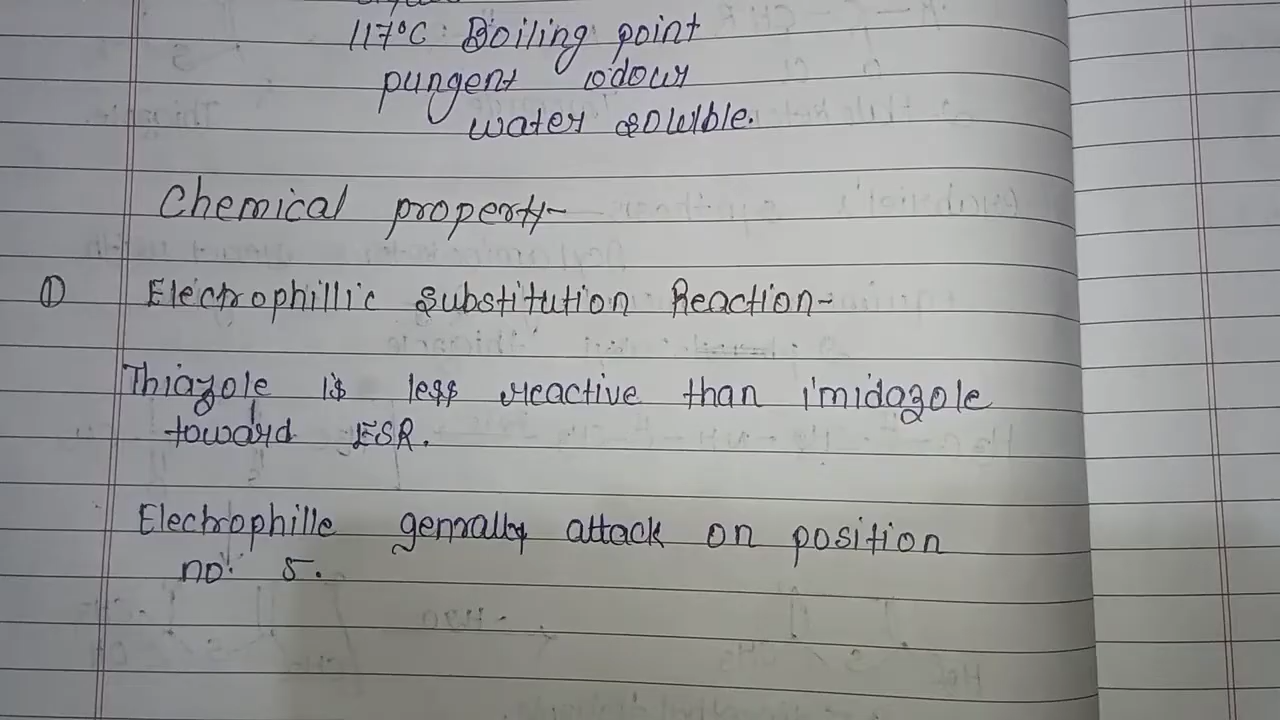 117°C : Boiling point
pungent odour
water soluble.
Chemical property-
① Electrophillic Substitution Reaction-
Thiazole is less reactive than imidazole
toward ESR.
Electrophille genrally attack on position
no. 5.